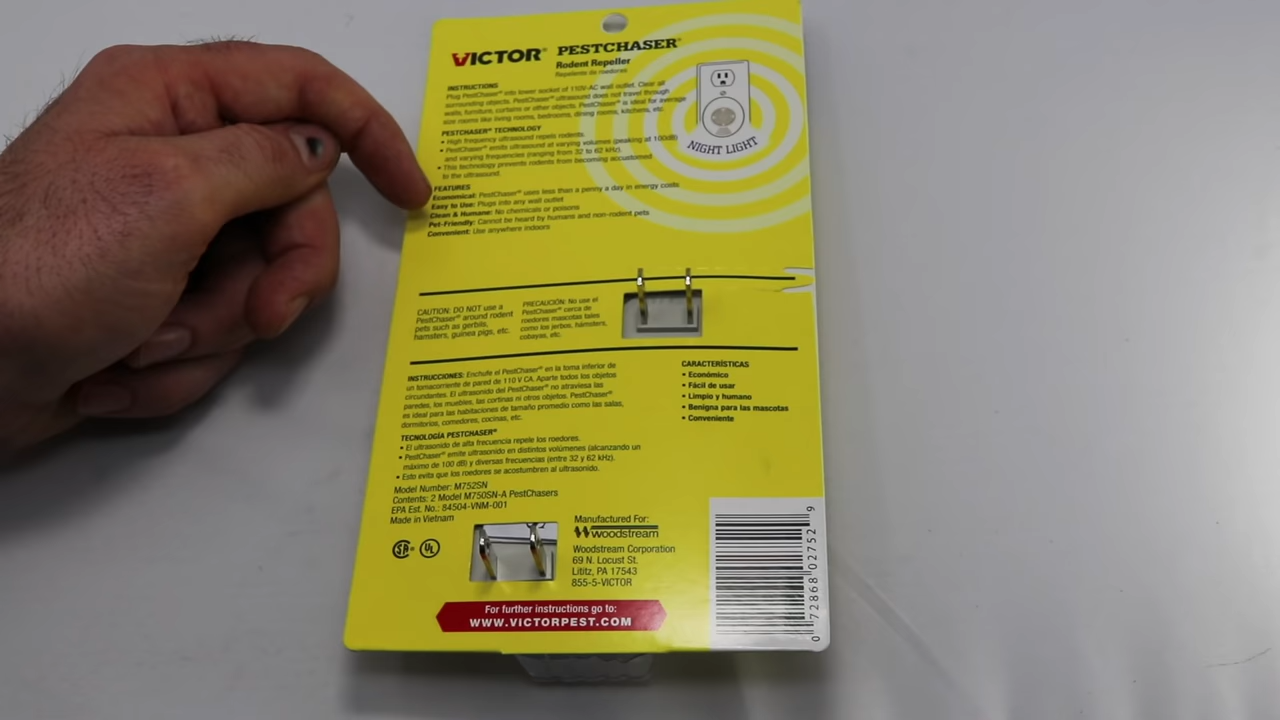 VICTOR® PESTCHASER®
Rodent Repeller
Repelente de roedores
INSTRUCTIONS
Plug PestChaser® into lower socket of 110V-AC wall outlet. Clear all
surrounding objects. PestChaser® ultrasound does not travel through
walls, furniture, curtains or other objects. PestChaser® is ideal for average
size rooms like living rooms, bedrooms, dining rooms, kitchens, etc.
PESTCHASER® TECHNOLOGY
• High frequency ultrasound repels rodents.
• PestChaser® emits ultrasound at varying volumes (peaking at 100dB)
and varying frequencies (ranging from 32 to 62 kHz).
• This technology prevents rodents from becoming accustomed
to the ultrasound.
NIGHT LIGHT
FEATURES
Economical: PestChaser® uses less than a penny a day in energy costs
Easy to Use: Plugs into any wall outlet
Clean & Humane: No chemicals or poisons
Pet-Friendly: Cannot be heard by humans and non-rodent pets
Convenient: Use anywhere indoors
CAUTION: DO NOT use a
PestChaser® around rodent
pets such as gerbils,
hamsters, guinea pigs, etc.
PRECAUCIÓN: No use el
PestChaser® cerca de
roedores mascotas tales
como los jerbos, hámsters,
cobayas, etc.
INSTRUCCIONES: Enchufe el PestChaser® en la toma inferior de
un tomacorriente de pared de 110 V CA. Aparte todos los objetos
circundantes. El ultrasonido del PestChaser® no atraviesa las
paredes, los muebles, las cortinas ni otros objetos. PestChaser®
es ideal para las habitaciones de tamaño promedio como las salas,
dormitorios, comedores, cocinas, etc.
CARACTERÍSTICAS
• Económico
• Fácil de usar
• Limpio y humano
• Benigna para las mascotas
• Conveniente
TECNOLOGÍA PESTCHASER®
• El ultrasonido de alta frecuencia repele los roedores.
• PestChaser® emite ultrasonido en distintos volúmenes (alcanzando un
máximo de 100 dB) y diversas frecuencias (entre 32 y 62 kHz).
• Esto evita que los roedores se acostumbren al ultrasonido.
Model Number: M752SN
Contents: 2 Model M750SN-A PestChasers
EPA Est. No.: 84504-VNM-001
Made in Vietnam
SA UL
Manufactured For:
Woodstream
Woodstream Corporation
69 N. Locust St.
Lititz, PA 17543
855-5-VICTOR
For further instructions go to:
WWW.VICTORPEST.COM
0 72868 02752 9